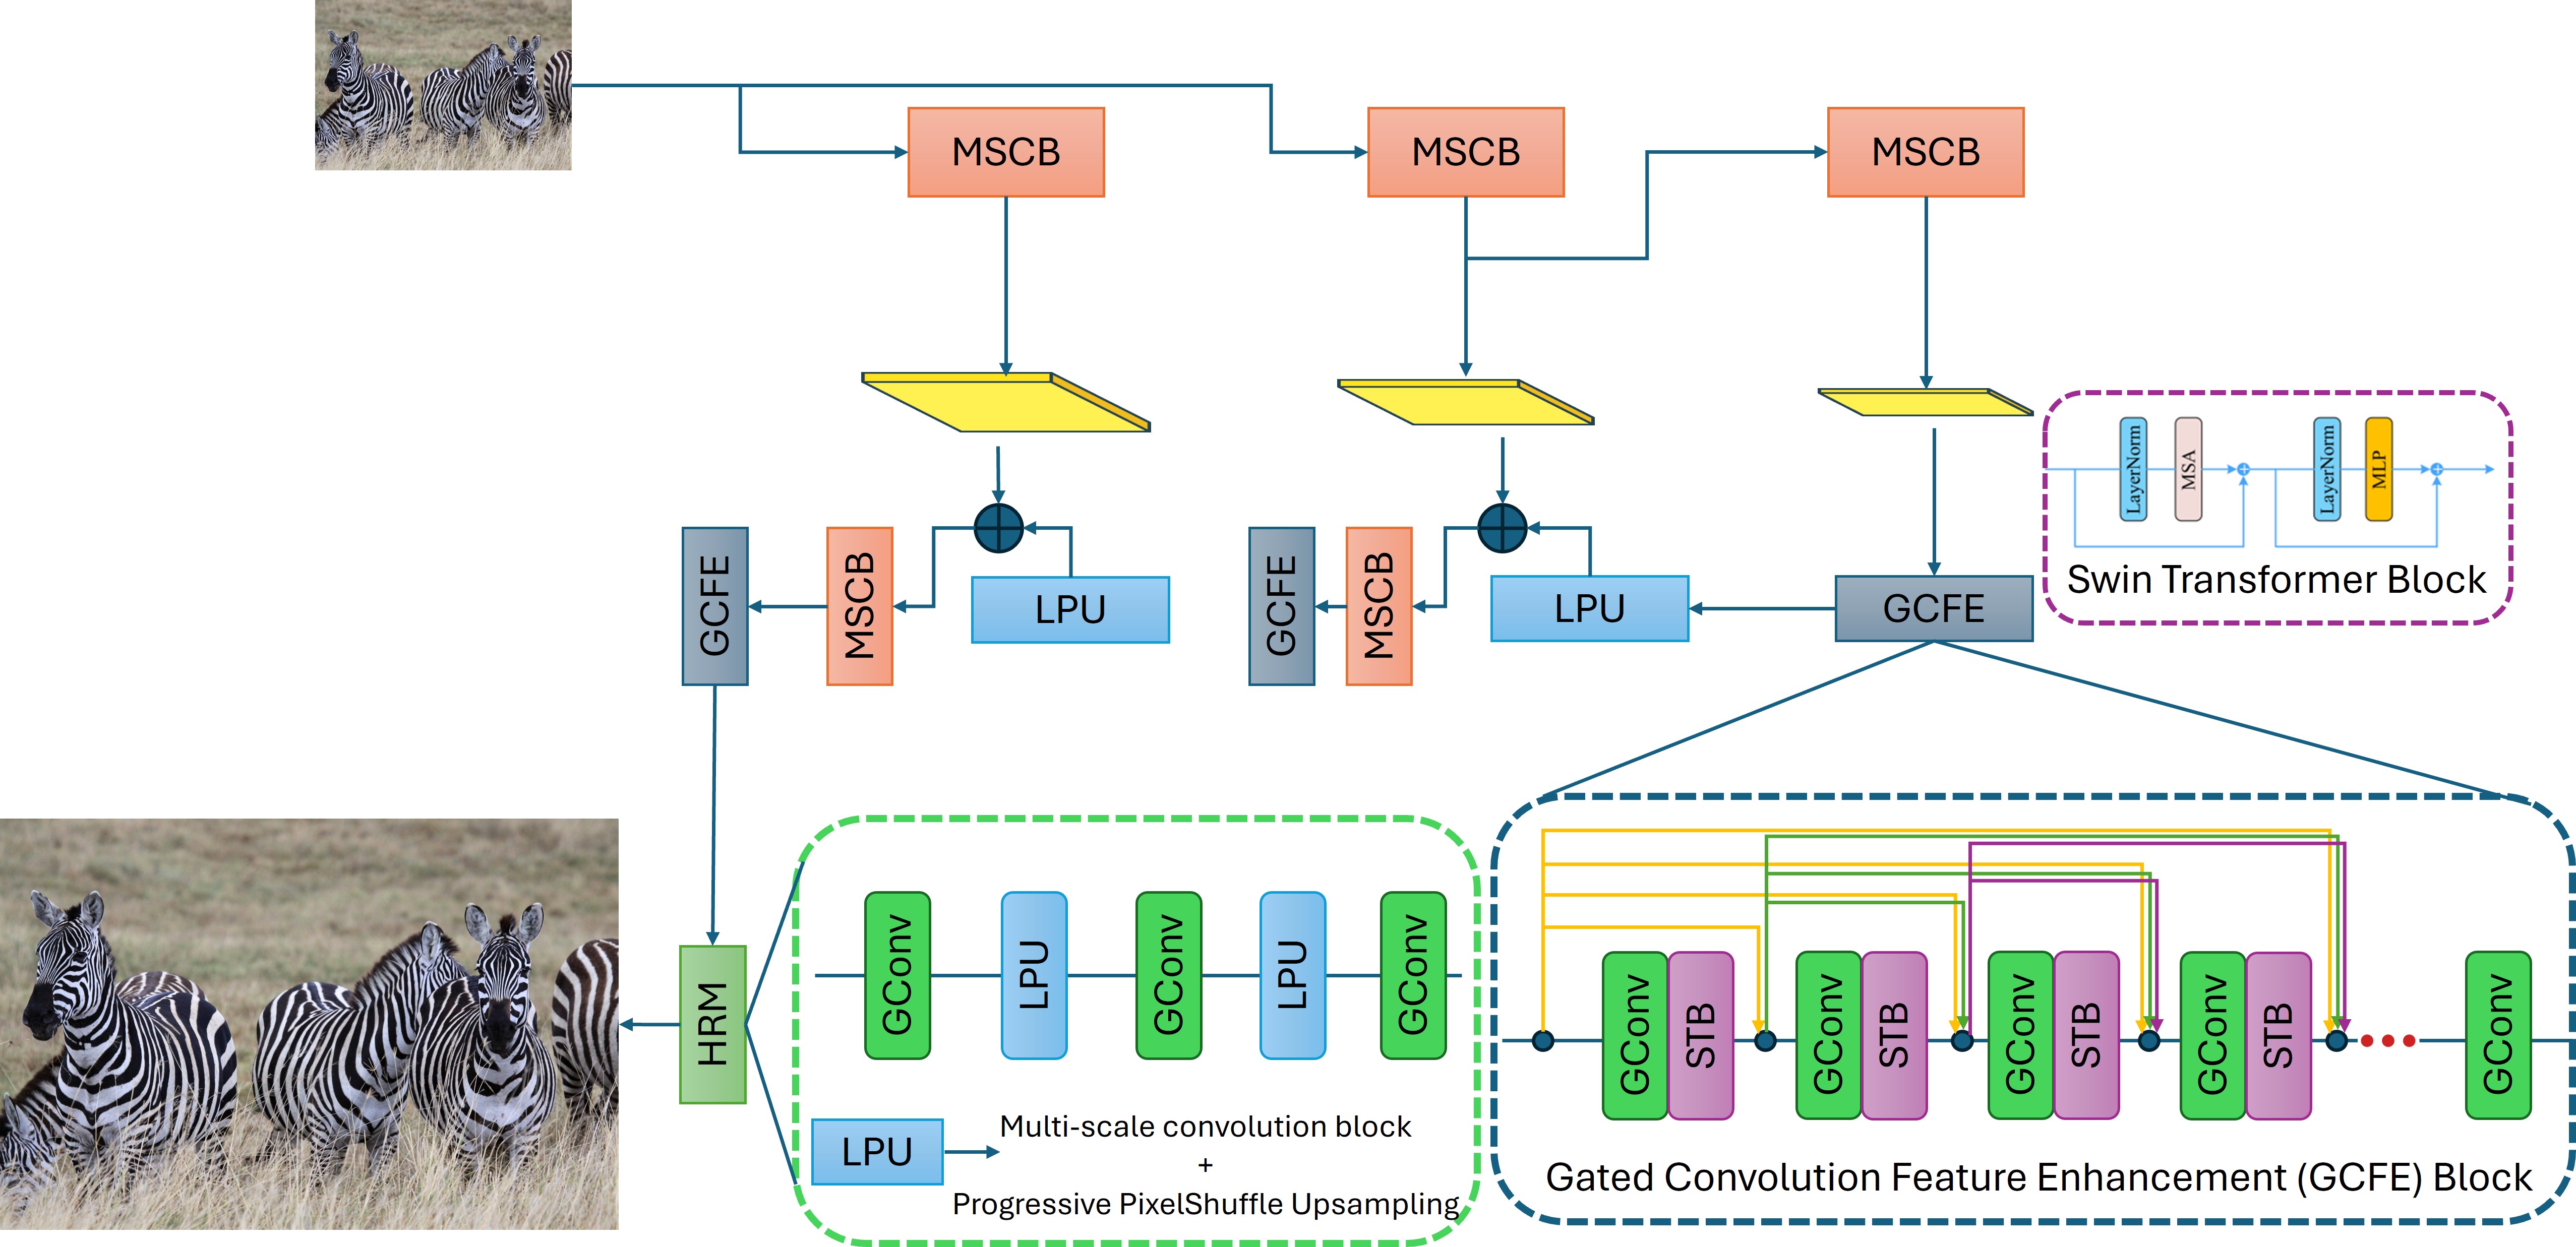 MSCB
MSCB
MSCB
LayerNorm
MSA
LayerNorm
MLP
Swin Transformer Block
GCFE
MSCB
LPU
GCFE
MSCB
LPU
GCFE
HRM
GConv
LPU
GConv
LPU
GConv
LPU
Multi-scale convolution block
+
Progressive PixelShuffle Upsampling
GConv
STB
GConv
STB
GConv
STB
GConv
STB
GConv
Gated Convolution Feature Enhancement (GCFE) Block